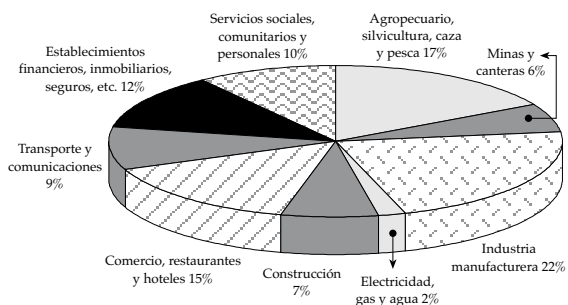 Servicios sociales,
comunitarios y
personales 10%
Agropecuario,
silvicultura, caza
y pesca 17%
Minas y
canteras 6%
Establecimientos
financieros, inmobiliarios,
seguros, etc. 12%
Transporte y
comunicaciones
9%
Comercio, restaurantes
y hoteles 15%
Construcción
7%
Electricidad,
gas y agua 2%
Industria
manufacturera 22%